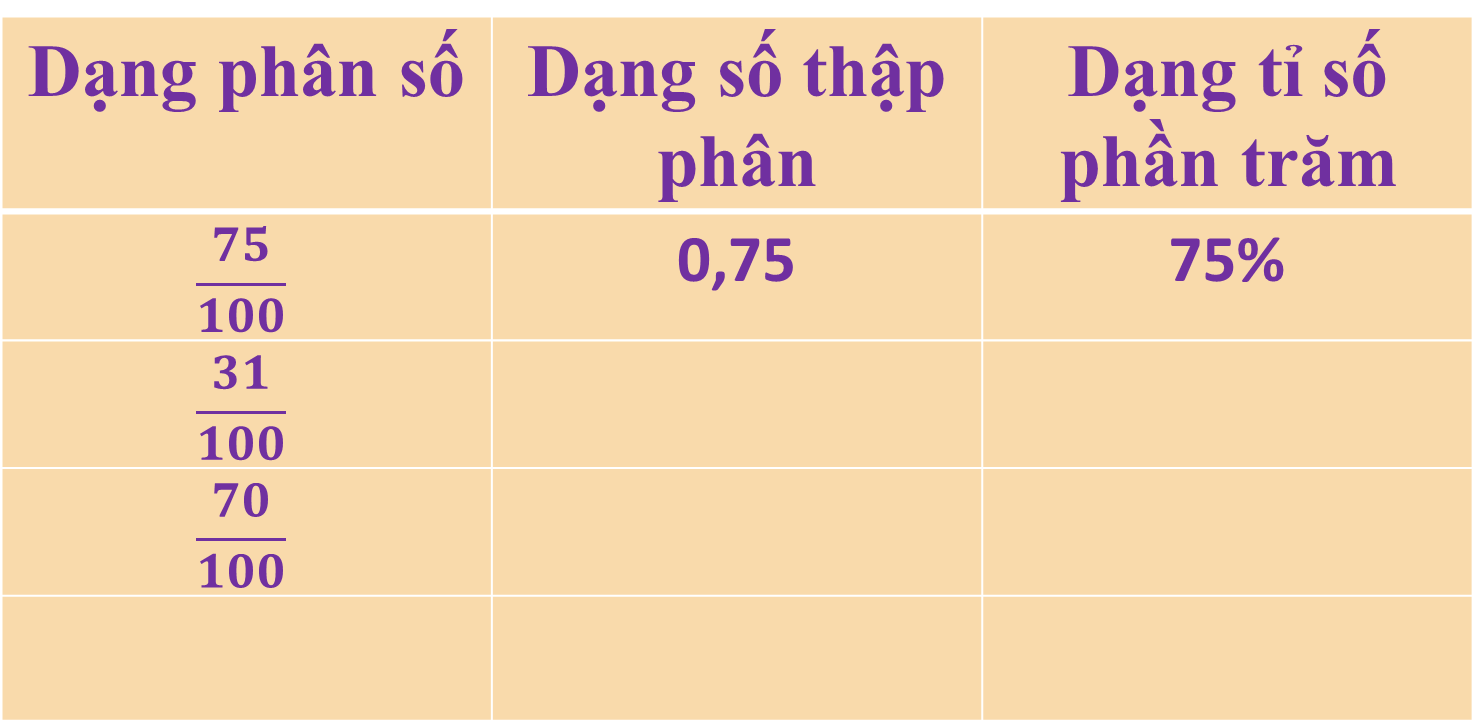 Dạng phân số
Dạng số thập
phân
Dạng tỉ số
phần trăm
75
100
0,75
75%
31
100
70
100